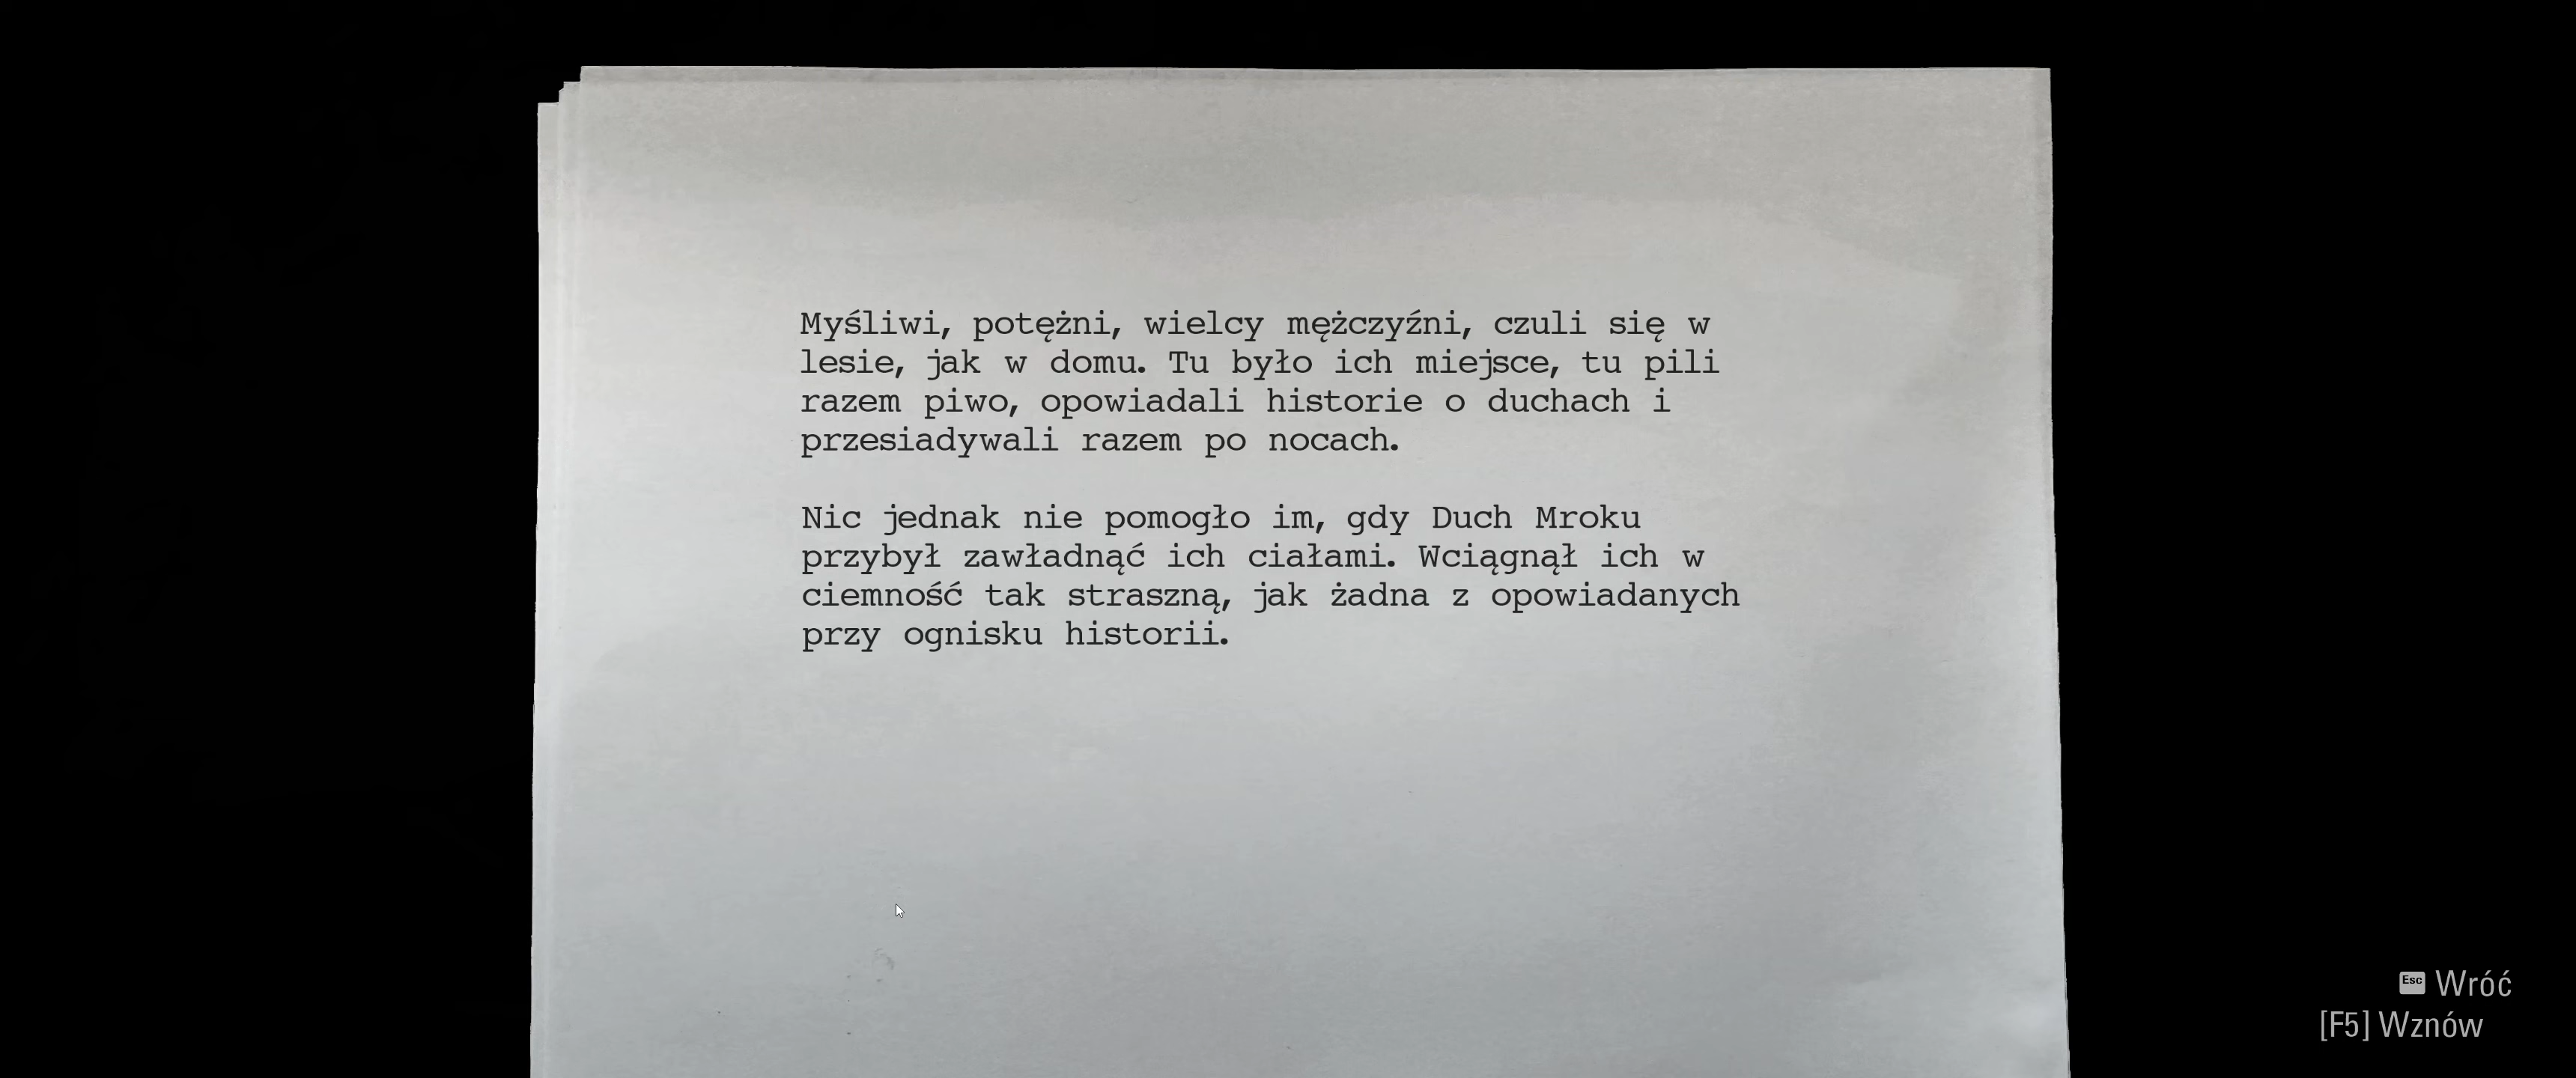 Myśliwi, potężni, wielcy mężczyźni, czuli się w
lesie, jak w domu. Tu było ich miejsce, tu pili
razem piwo, opowiadali historie o duchach i
przesiadywali razem po nocach.
Nic jednak nie pomogło im, gdy Duch Mroku
przybył zawładnąć ich ciałami. Wciągnął ich w
ciemność tak straszną, jak żadna z opowiadanych
przy ognisku historii.
Esc Wróć
[F5] Wznów